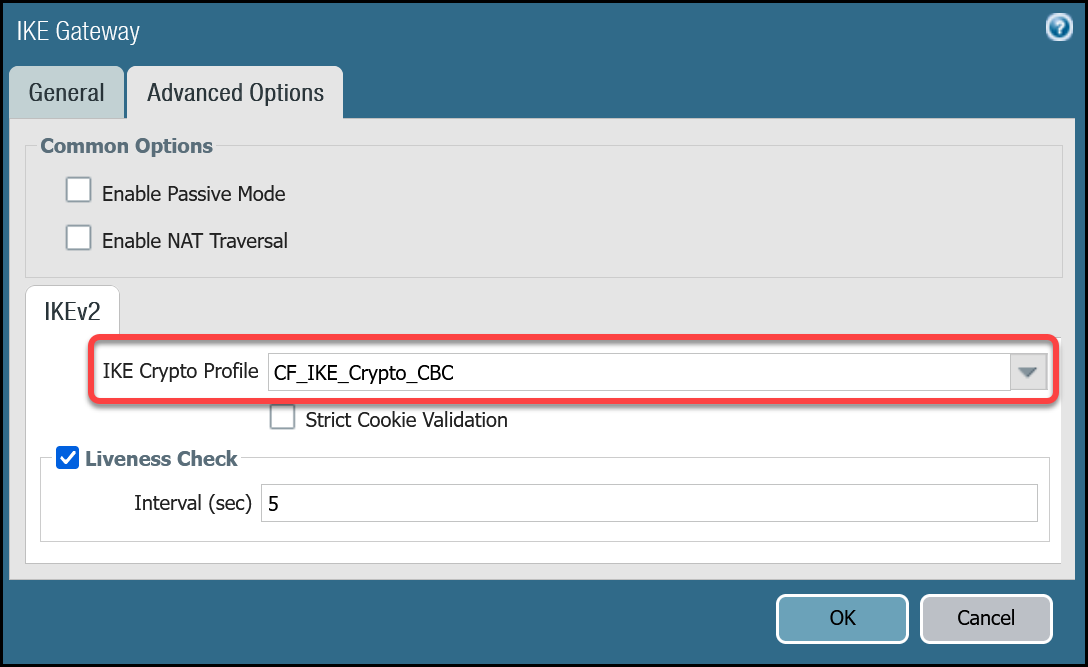 IKE Gateway
?
General
Advanced Options
Common Options
Enable Passive Mode
Enable NAT Traversal
IKEv2
IKE Crypto Profile CF_IKE_Crypto_CBC
Strict Cookie Validation
Liveness Check
Interval (sec) 5
OK
Cancel